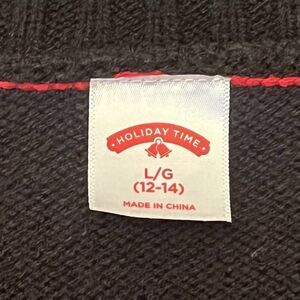 • HOLIDAY TIME •
L/G
(12-14)
MADE IN CHINA